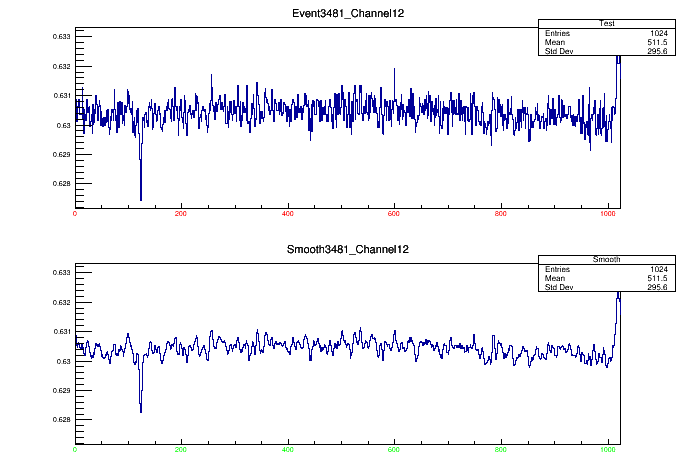 Event3481_Channel12
Test
Entries 1024
Mean 511.5
Std Dev 295.6
0.633
0.632
0.631
0.63
0.629
0.628
0 200 400 600 800 1000
Smooth3481_Channel12
Smooth
Entries 1024
Mean 511.5
Std Dev 295.6
0.633
0.632
0.631
0.63
0.629
0.628
0 200 400 600 800 1000